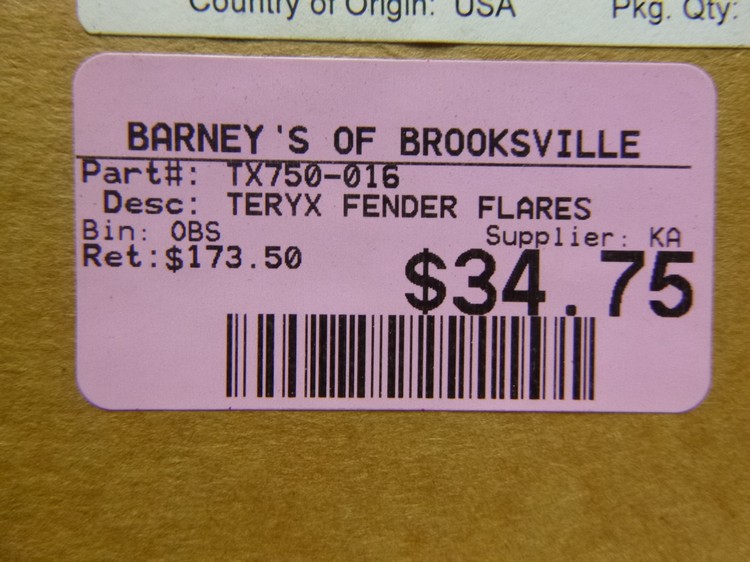 Country of Origin: USA Pkg. Qty:
BARNEY'S OF BROOKSVILLE
Part#: TX750-016
Desc: TERYX FENDER FLARES
Bin: OBS Supplier: KA
Ret:$173.50 $34.75